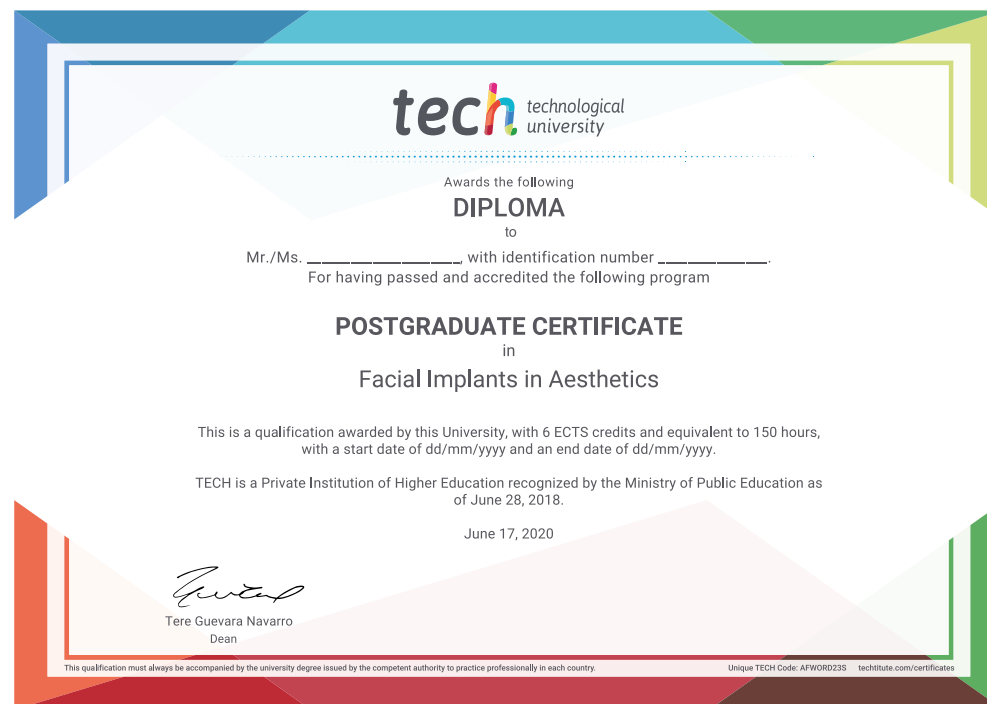 tech technological
university
Awards the following
DIPLOMA
to
Mr./Ms. ____________________, with identification number ______________.
For having passed and accredited the following program
POSTGRADUATE CERTIFICATE
in
Facial Implants in Aesthetics
This is a qualification awarded by this University, with 6 ECTS credits and equivalent to 150 hours,
with a start date of dd/mm/yyyy and an end date of dd/mm/yyyy.
TECH is a Private Institution of Higher Education recognized by the Ministry of Public Education as
of June 28, 2018.
June 17, 2020
Tere Guevara Navarro
Dean
This qualification must always be accompanied by the university degree issued by the competent authority to practice professionally in each country.
Unique TECH Code: AFWORD23S techtitute.com/certificates